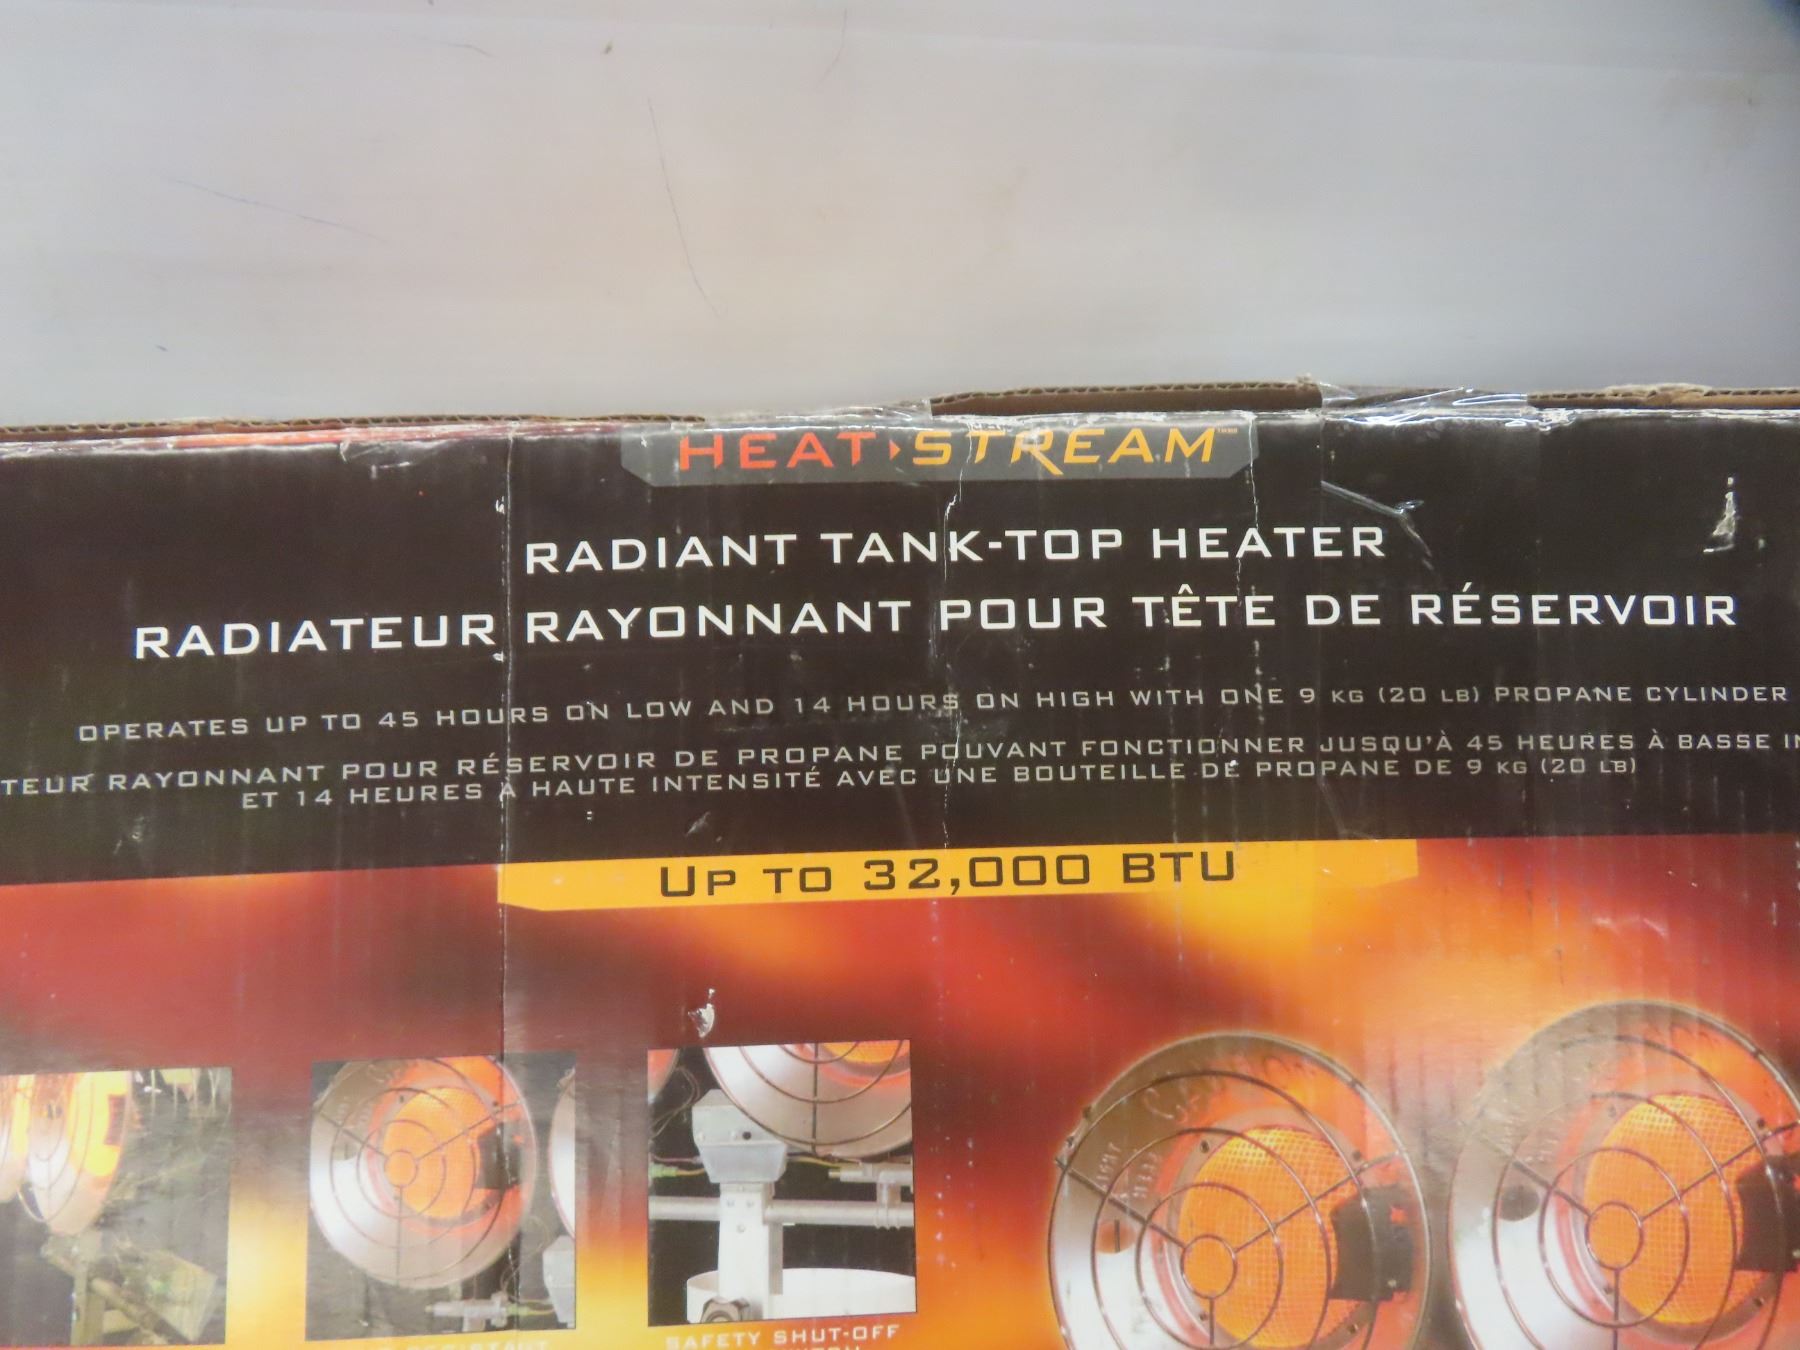 HEAT STREAM™
RADIANT TANK-TOP HEATER
RADIATEUR RAYONNANT POUR TÊTE DE RÉSERVOIR
OPERATES UP TO 45 HOURS ON LOW AND 14 HOURS ON HIGH WITH ONE 9 KG (20 LB) PROPANE CYLINDER
RAYONNANT POUR RÉSERVOIR DE PROPANE POUVANT FONCTIONNER JUSQU'À 45 HEURES À BASSE
ET 14 HEURES À HAUTE INTENSITÉ AVEC UNE BOUTEILLE DE PROPANE DE 9 KG (20 LB)
UP TO 32,000 BTU
SAFETY SHUT-OFF